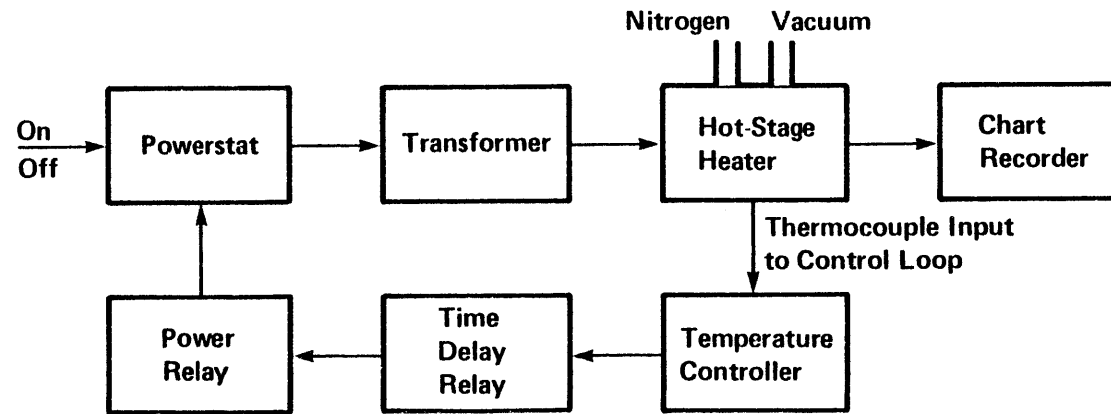 Nitrogen Vacuum
On
Off
Powerstat
Transformer
Hot-Stage
Heater
Chart
Recorder
Thermocouple Input
to Control Loop
Power
Relay
Time
Delay
Relay
Temperature
Controller